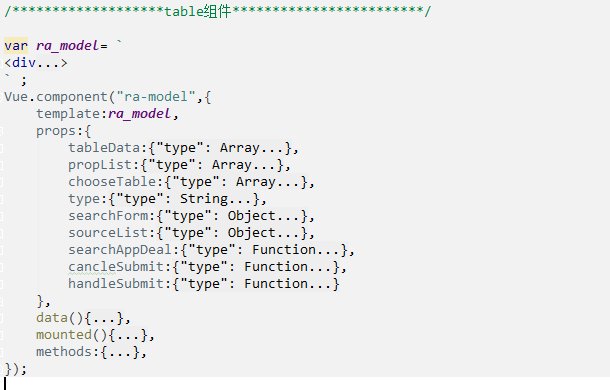 /*******************table组件************************/
var ra_model= `
<div...>
` ;
Vue.component("ra-model",{
template:ra_model,
props:{
tableData:{"type": Array...},
propList:{"type": Array...},
chooseTable:{"type": Array...},
type:{"type": String...},
searchForm:{"type": Object...},
sourceList:{"type": Object...},
searchAppDeal:{"type": Function...},
cancleSubmit:{"type": Function...},
handleSubmit:{"type": Function...}
},
data(){...},
mounted(){...},
methods:{...},
});